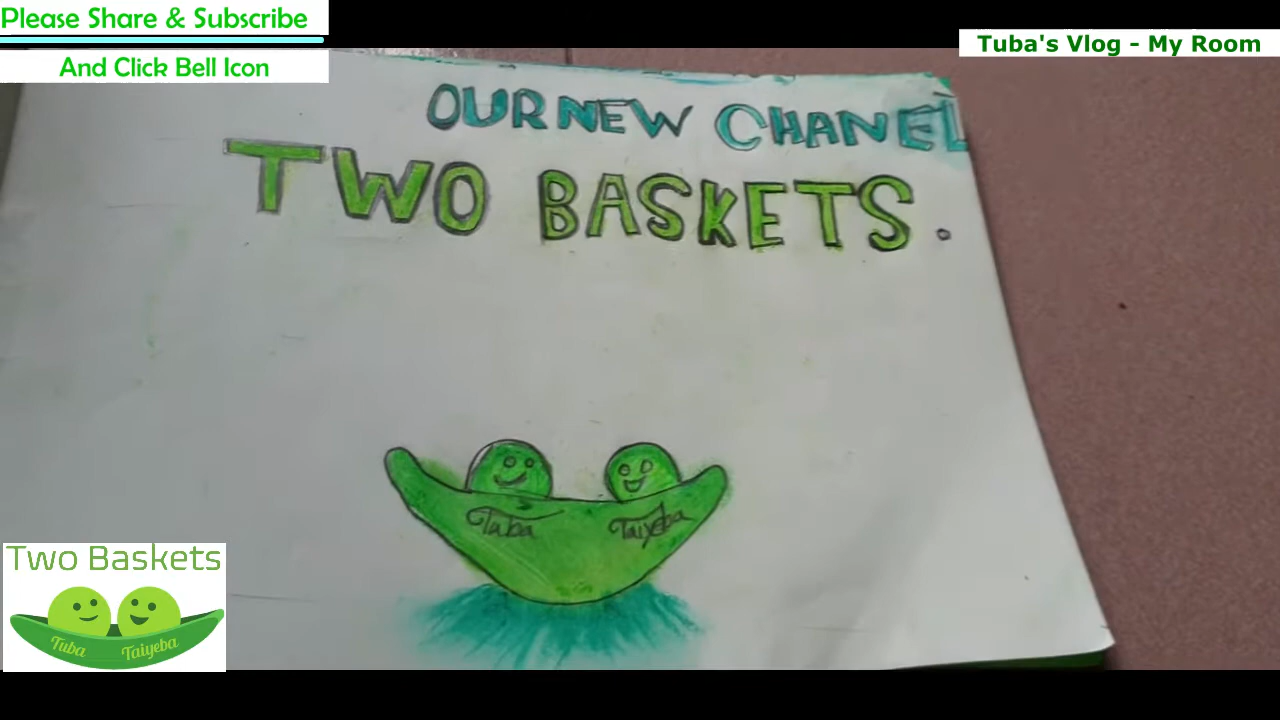 Please Share & Subscribe
And Click Bell Icon
Tuba's Vlog - My Room
OUR NEW CHANEL
TWO BASKETS.
Tuba Taiyeba
Two Baskets
Tuba Taiyeba